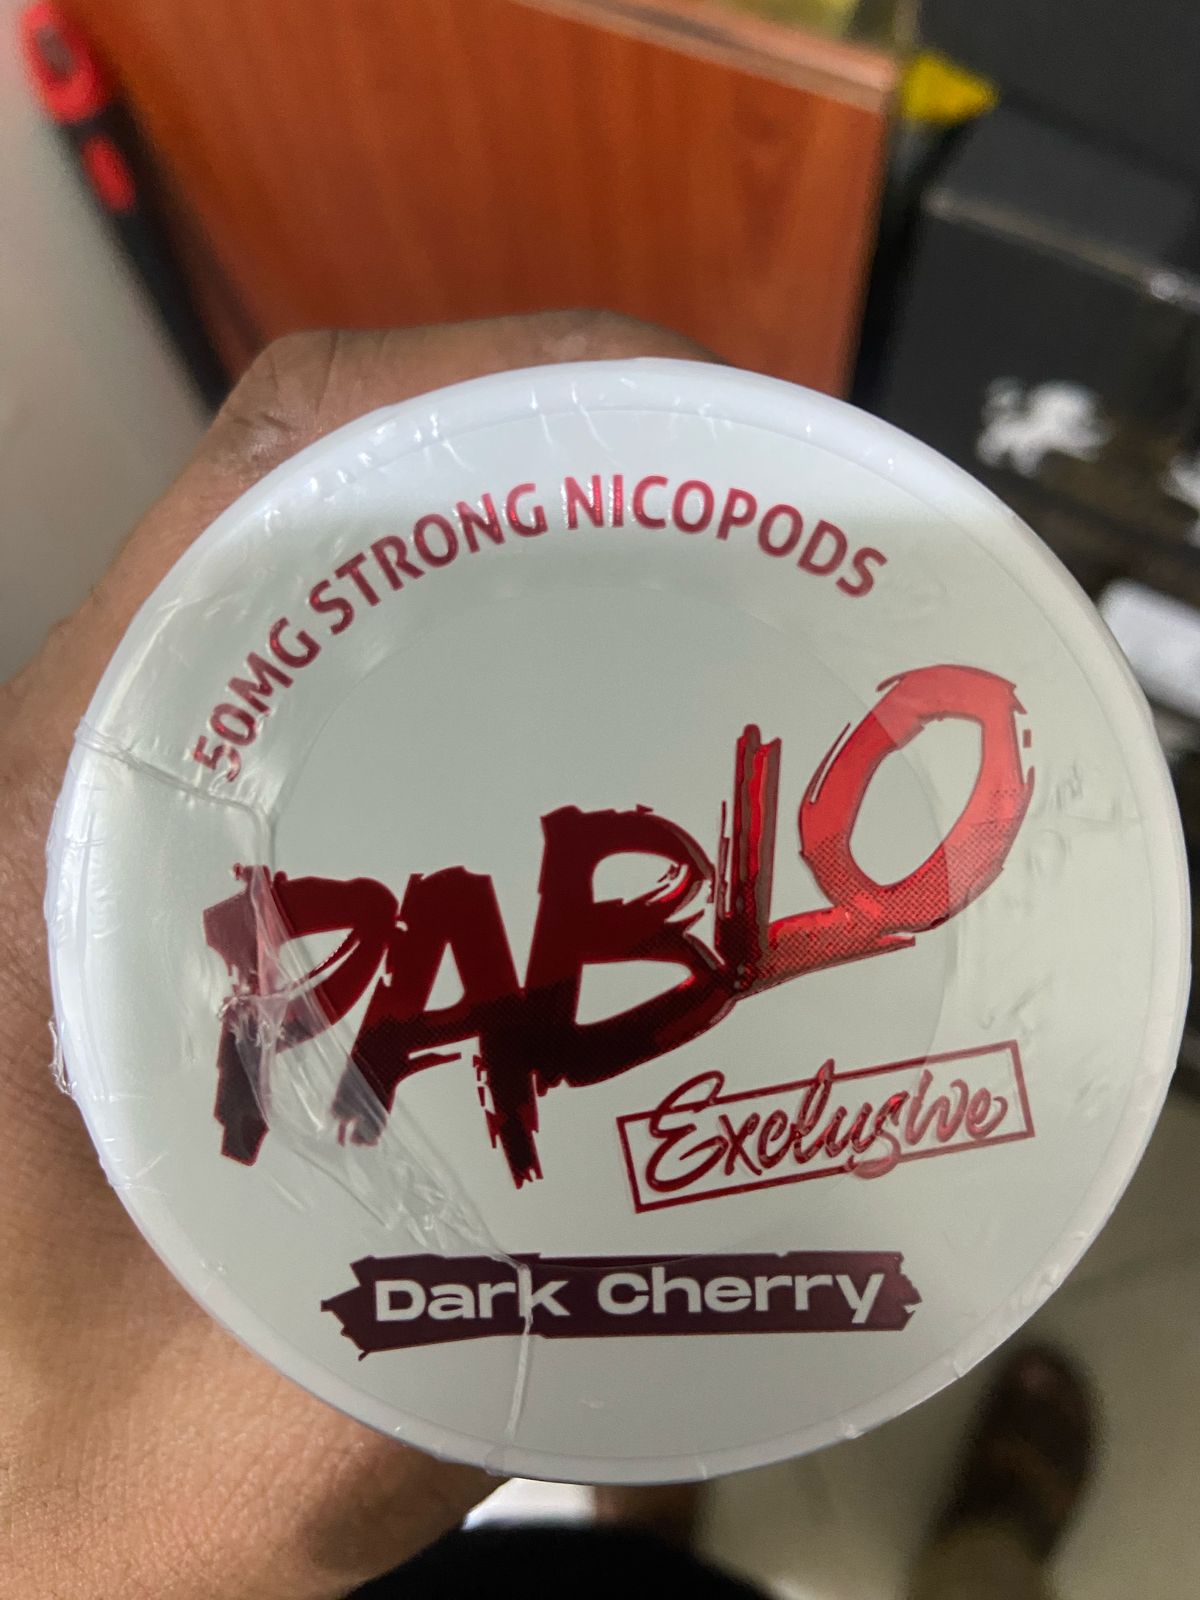 50MG STRONG NICOPODS
PABLO
Exclusive
Dark Cherry